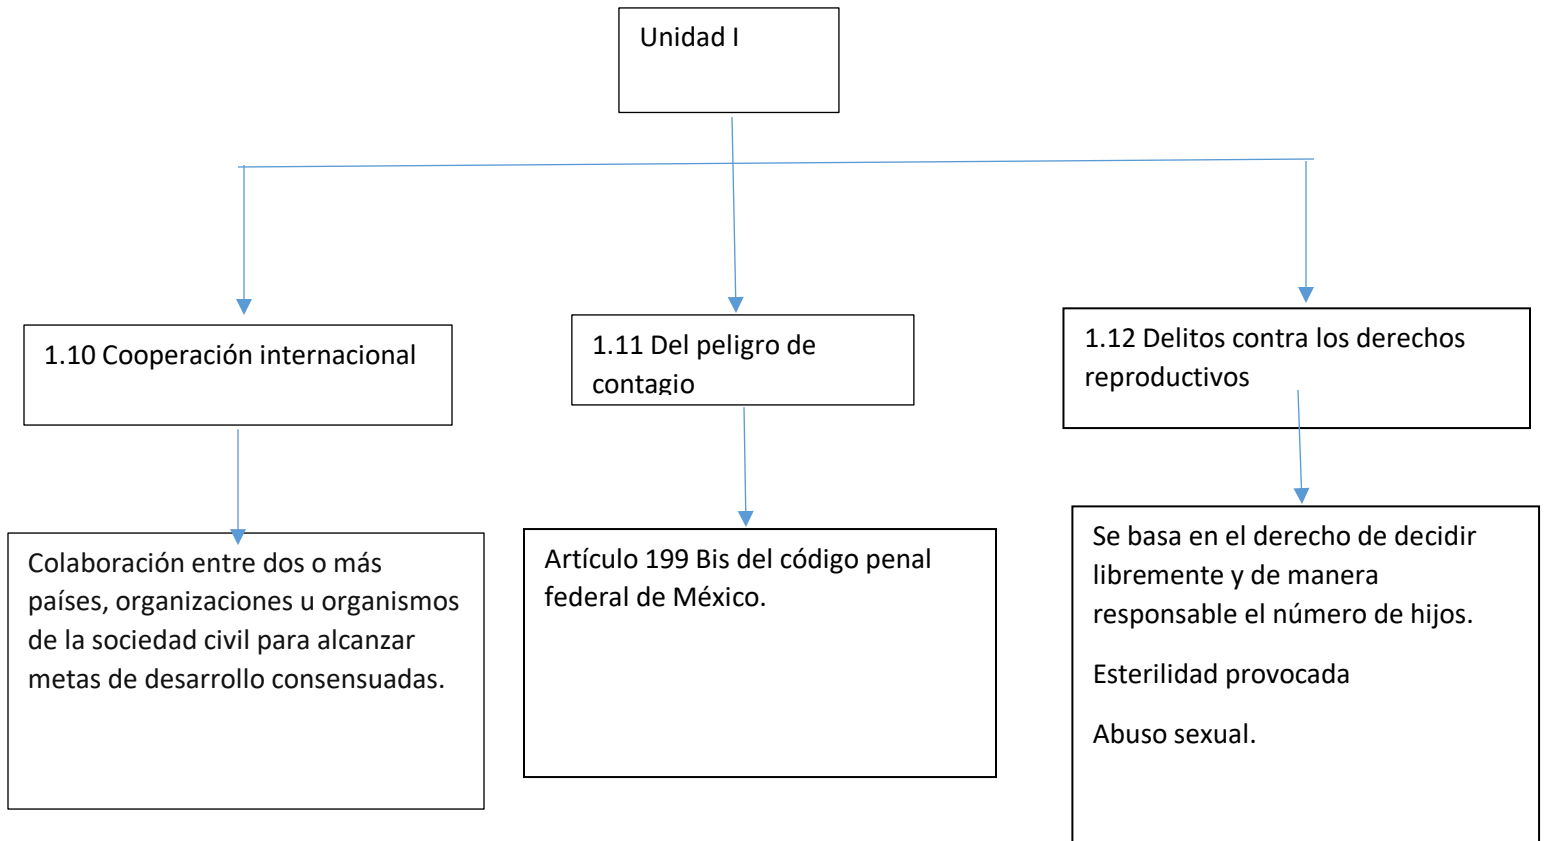 Unidad I
1.10 Cooperación internacional
1.11 Del peligro de
contagio
1.12 Delitos contra los derechos
reproductivos
Colaboración entre dos o más
países, organizaciones u organismos
de la sociedad civil para alcanzar
metas de desarrollo consensuadas.
Artículo 199 Bis del código penal
federal de México.
Se basa en el derecho de decidir
libremente y de manera
responsable el número de hijos.
Esterilidad provocada
Abuso sexual.